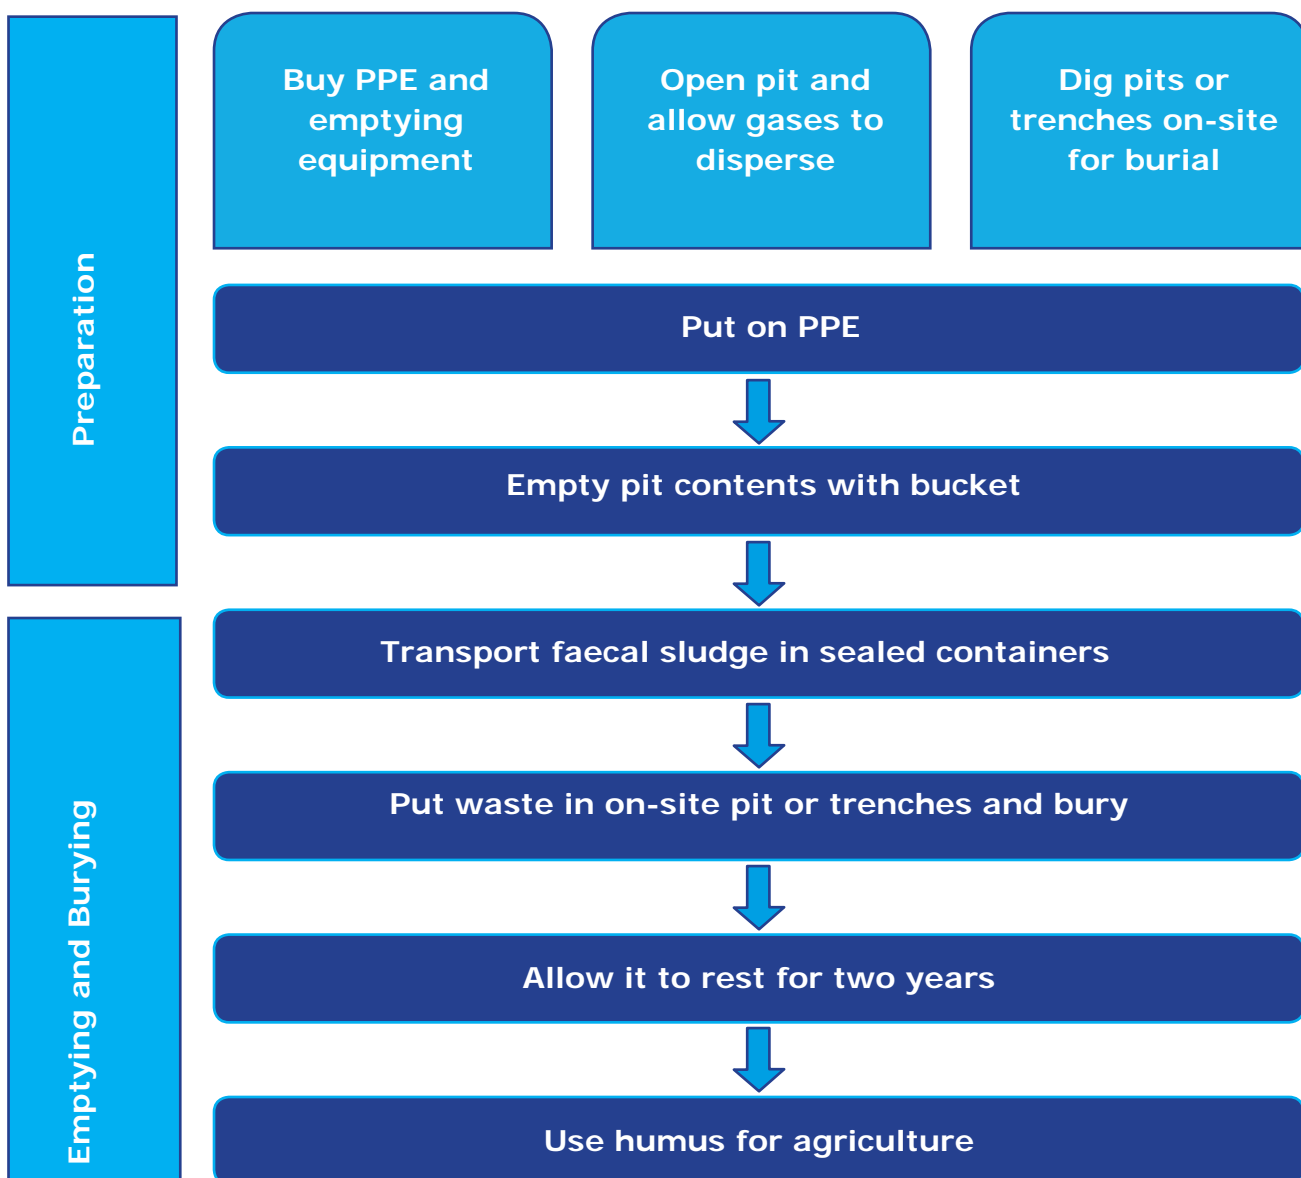 Preparation
Buy PPE and
emptying
equipment
Open pit and
allow gases to
disperse
Dig pits or
trenches on-site
for burial
Put on PPE
Empty pit contents with bucket
Emptying and Burying
Transport faecal sludge in sealed containers
Put waste in on-site pit or trenches and bury
Allow it to rest for two years
Use humus for agriculture